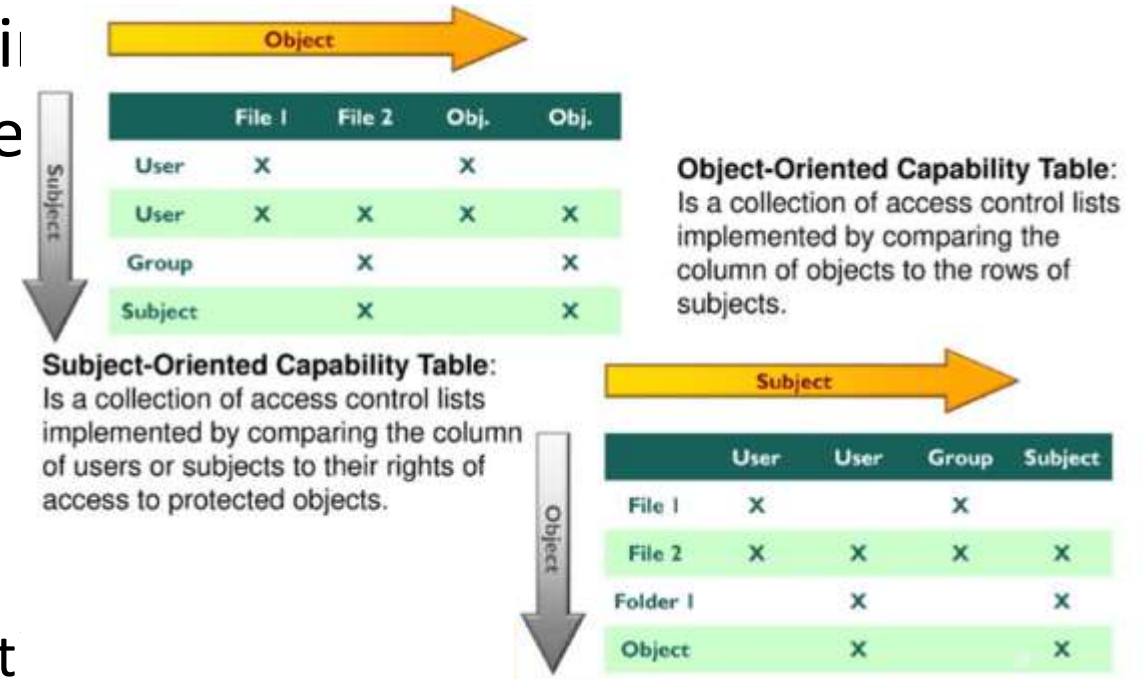 Object
Subject
File 1 File 2 Obj. Obj.
User X X
User X X X X
Group X X
Subject X X
Object-Oriented Capability Table:
Is a collection of access control lists
implemented by comparing the
column of objects to the rows of
subjects.
Subject-Oriented Capability Table:
Is a collection of access control lists
implemented by comparing the column
of users or subjects to their rights of
access to protected objects.
Subject
Object
User User Group Subject
File 1 X X
File 2 X X X X
Folder 1 X X
Object X X